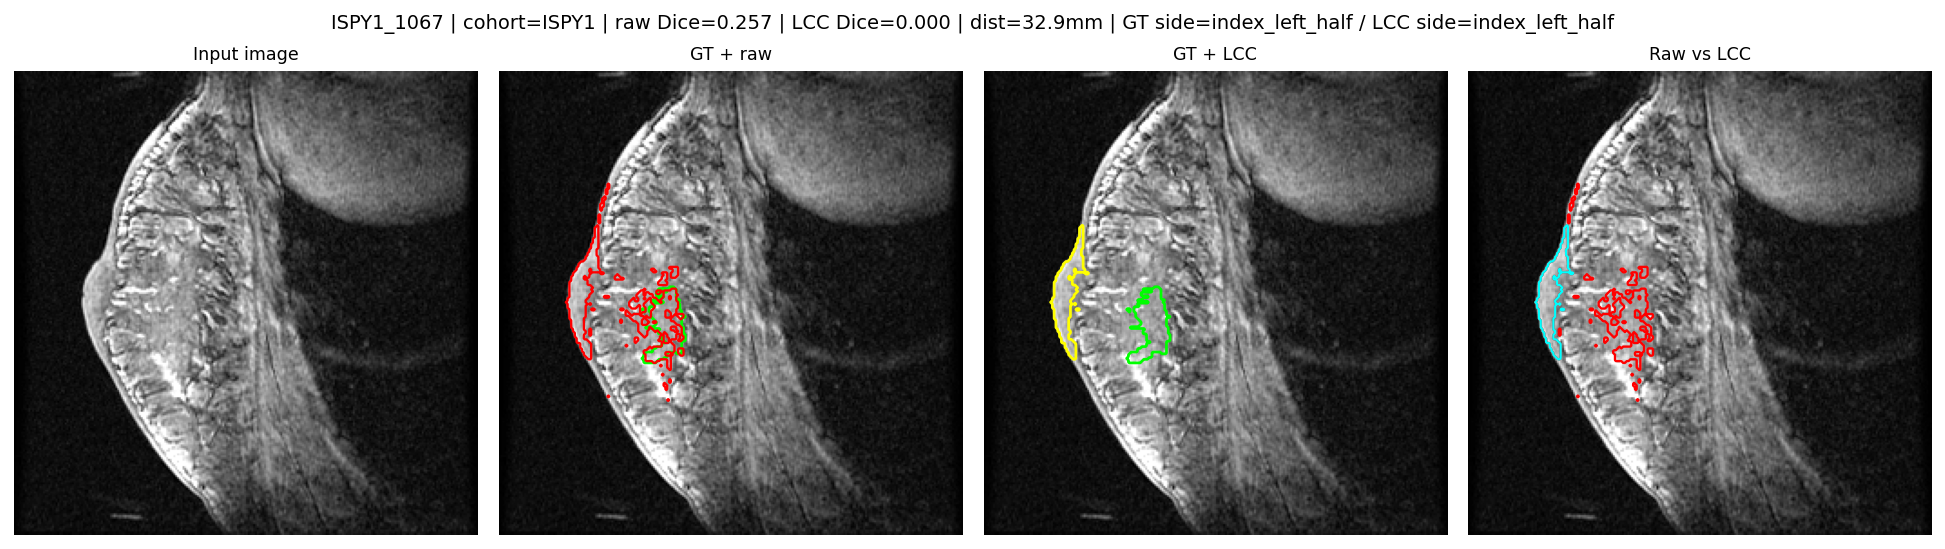 ISPY1_1067 | cohort=ISPY1 | raw Dice=0.257 | LCC Dice=0.000 | dist=32.9mm | GT side=index_left_half / LCC side=index_left_half
Input image
GT + raw
GT + LCC
Raw vs LCC